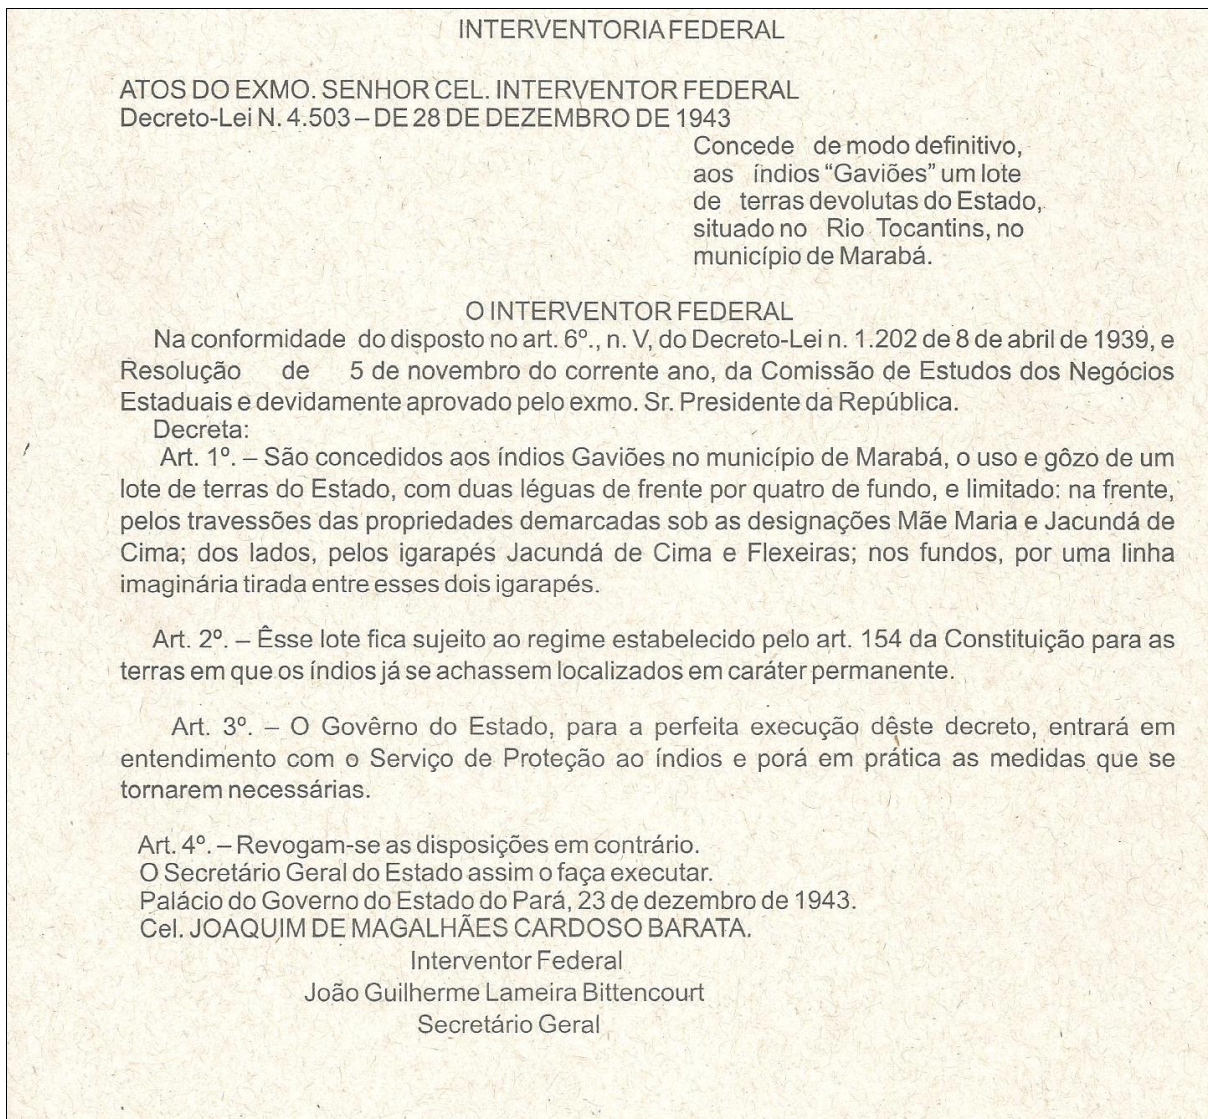 INTERVENTORIA FEDERAL
ATOS DO EXMO. SENHOR CEL. INTERVENTOR FEDERAL
Decreto-Lei N. 4.503 – DE 28 DE DEZEMBRO DE 1943
Concede de modo definitivo,
aos índios “Gaviões” um lote
de terras devolutas do Estado,
situado no Rio Tocantins, no
município de Marabá.
O INTERVENTOR FEDERAL
Na conformidade do disposto no art. 6º., n. V, do Decreto-Lei n. 1.202 de 8 de abril de 1939, e
Resolução de 5 de novembro do corrente ano, da Comissão de Estudos dos Negócios
Estaduais e devidamente aprovado pelo exmo. Sr. Presidente da República.
Decreta:
Art. 1º. – São concedidos aos índios Gaviões no município de Marabá, o uso e gôzo de um
lote de terras do Estado, com duas léguas de frente por quatro de fundo, e limitado: na frente,
pelos travessões das propriedades demarcadas sob as designações Mãe Maria e Jacundá de
Cima; dos lados, pelos igarapés Jacundá de Cima e Flexeiras; nos fundos, por uma linha
imaginária tirada entre esses dois igarapés.
Art. 2º. – Êsse lote fica sujeito ao regime estabelecido pelo art. 154 da Constituição para as
terras em que os índios já se achassem localizados em caráter permanente.
Art. 3º. – O Govêrno do Estado, para a perfeita execução dêste decreto, entrará em
entendimento com o Serviço de Proteção ao índios e porá em prática as medidas que se
tornarem necessárias.
Art. 4º. – Revogam-se as disposições em contrário.
O Secretário Geral do Estado assim o faça executar.
Palácio do Governo do Estado do Pará, 23 de dezembro de 1943.
Cel. JOAQUIM DE MAGALHÃES CARDOSO BARATA.
Interventor Federal
João Guilherme Lameira Bittencourt
Secretário Geral